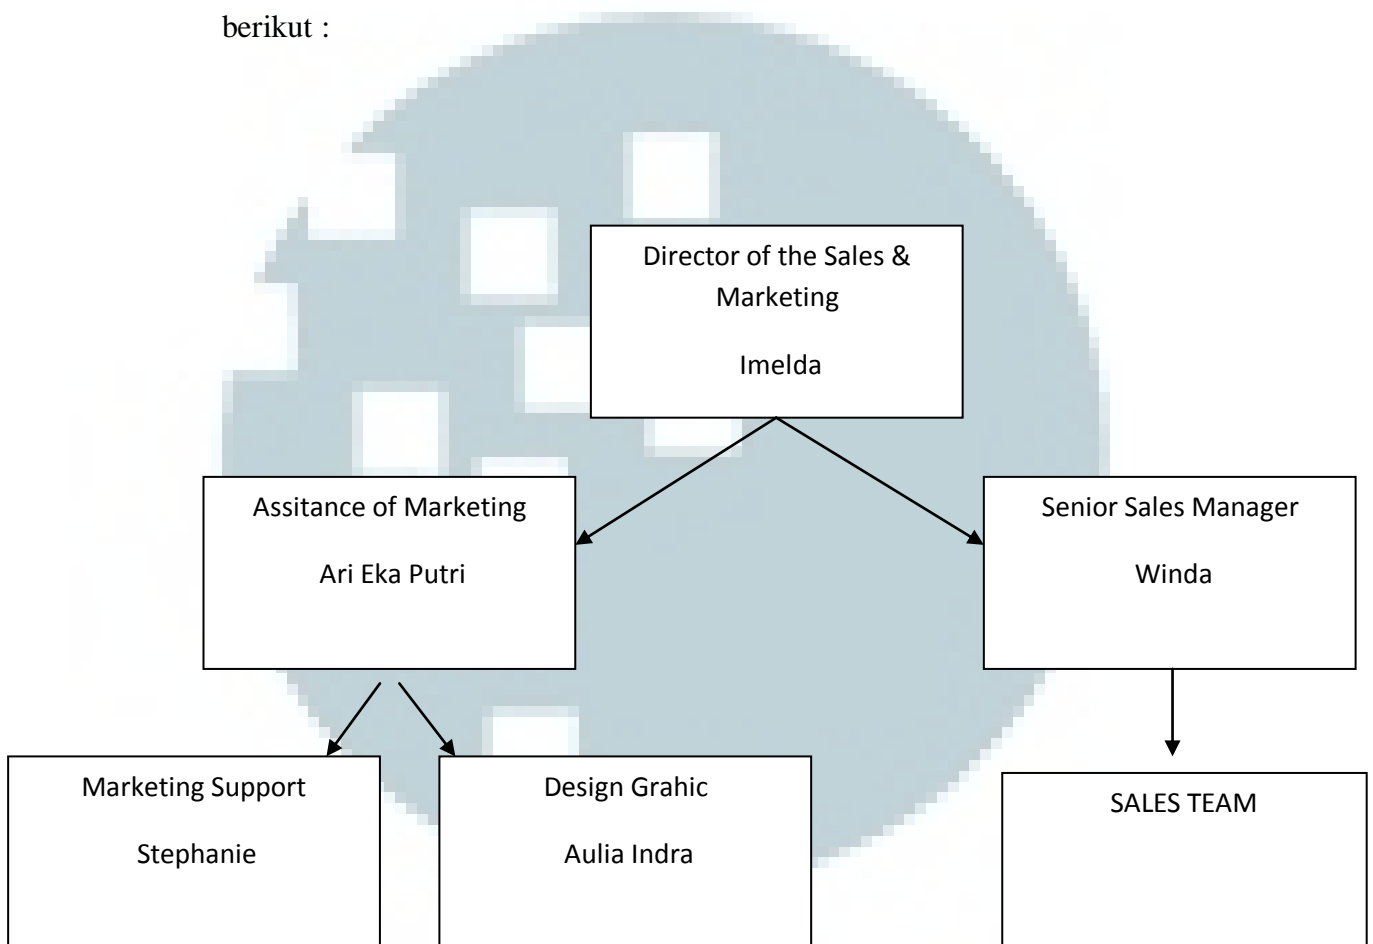 berikut :
Director of the Sales &
Marketing
Imelda
Assitance of Marketing
Ari Eka Putri
Senior Sales Manager
Winda
Marketing Support
Stephanie
Design Grahic
Aulia Indra
SALES TEAM